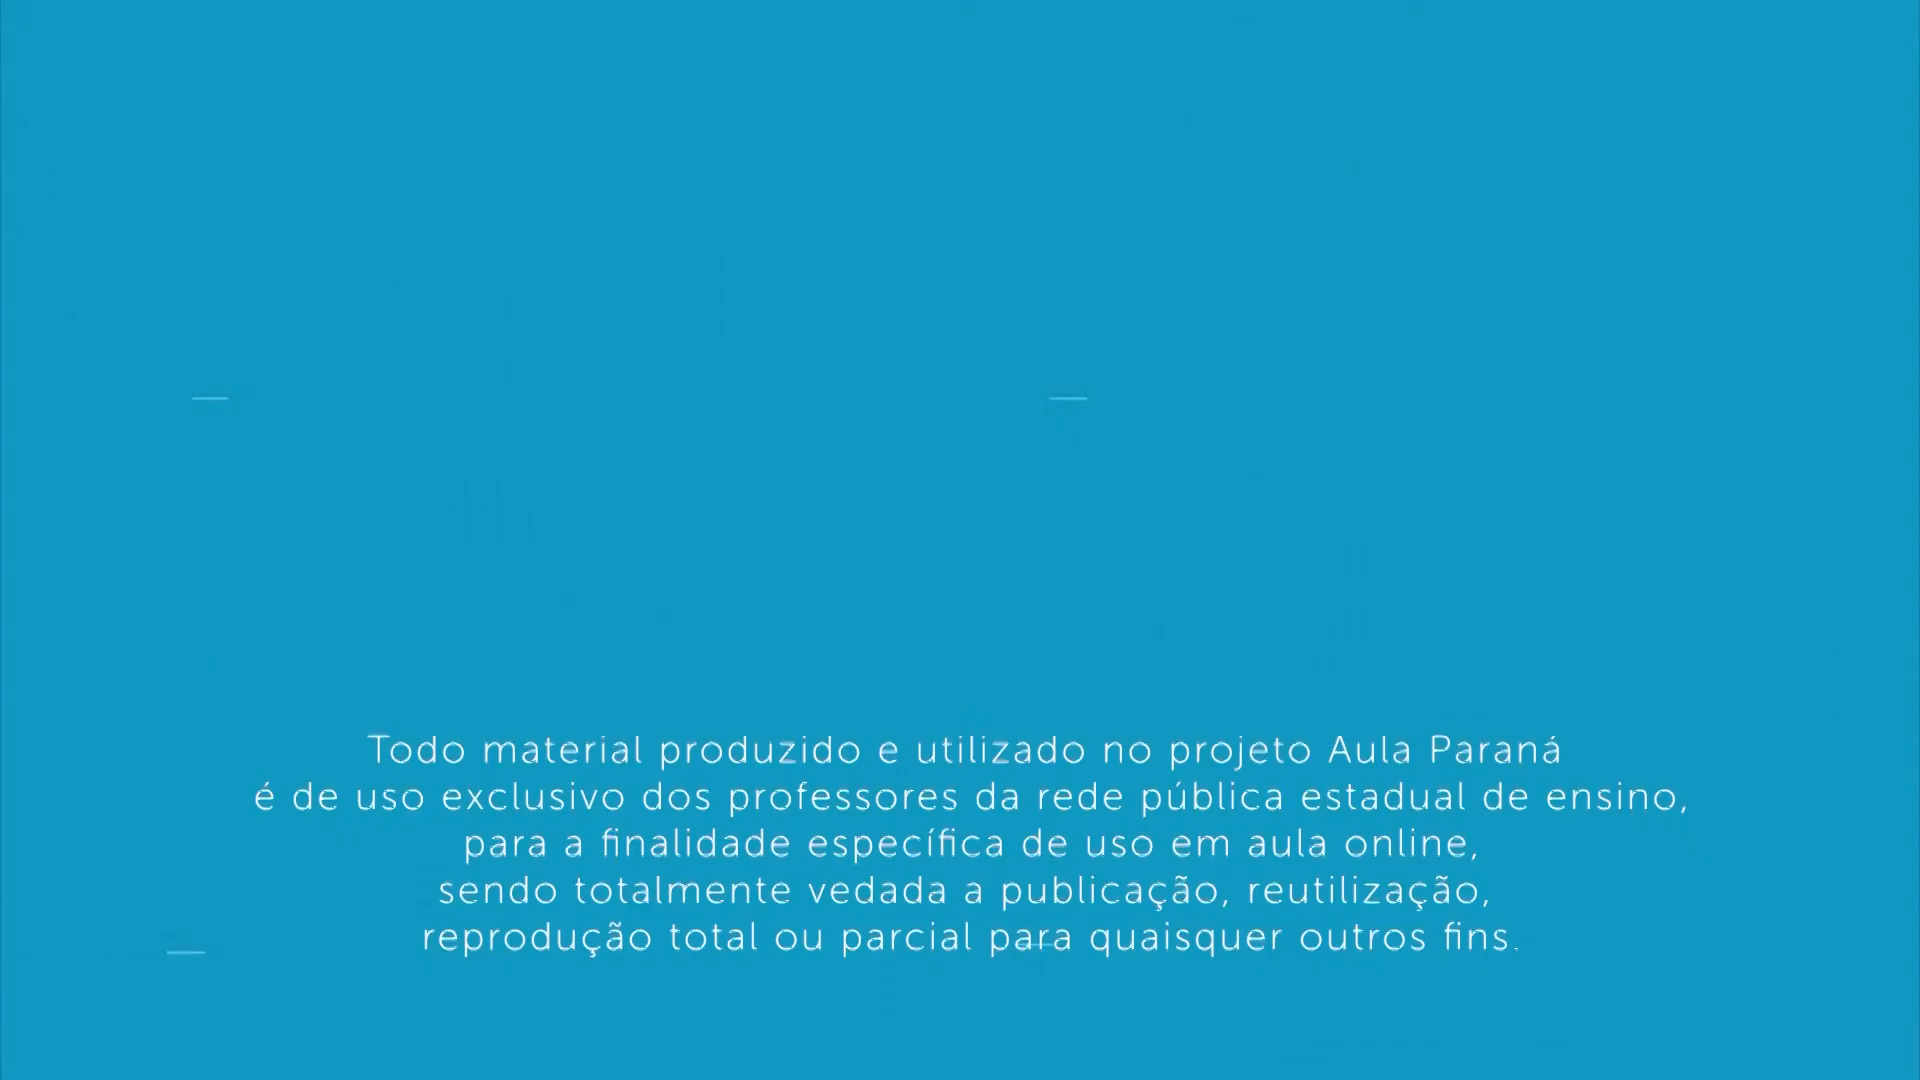 Todo material produzido e utilizado no projeto Aula Paraná
é de uso exclusivo dos professores da rede pública estadual de ensino,
para a finalidade específica de uso em aula online,
sendo totalmente vedada a publicação, reutilização,
reprodução total ou parcial para quaisquer outros fins.